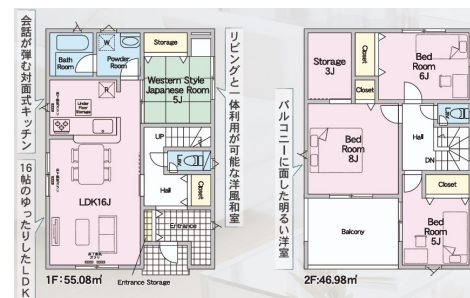 会話が弾む対面式キッチン
16帖のゆったりしたLDK
リビングと一体利用が可能な洋風和室
バルコニーに面した明るい洋室
Bath
Room
W
Powder
Room
Storage
Western Style
Japanese Room
5J
R
Under
Floor
Storage
UP
Lav.
Hall
Closet
LDK16J
Entrance
Entrance Storage
1F:55.08㎡
Storage
3J
Closet
Closet
Bed
Room
6J
Bed
Room
8J
Hall
Lav.
DN
Closet
Balcony
Bed
Room
5J
2F:46.98㎡